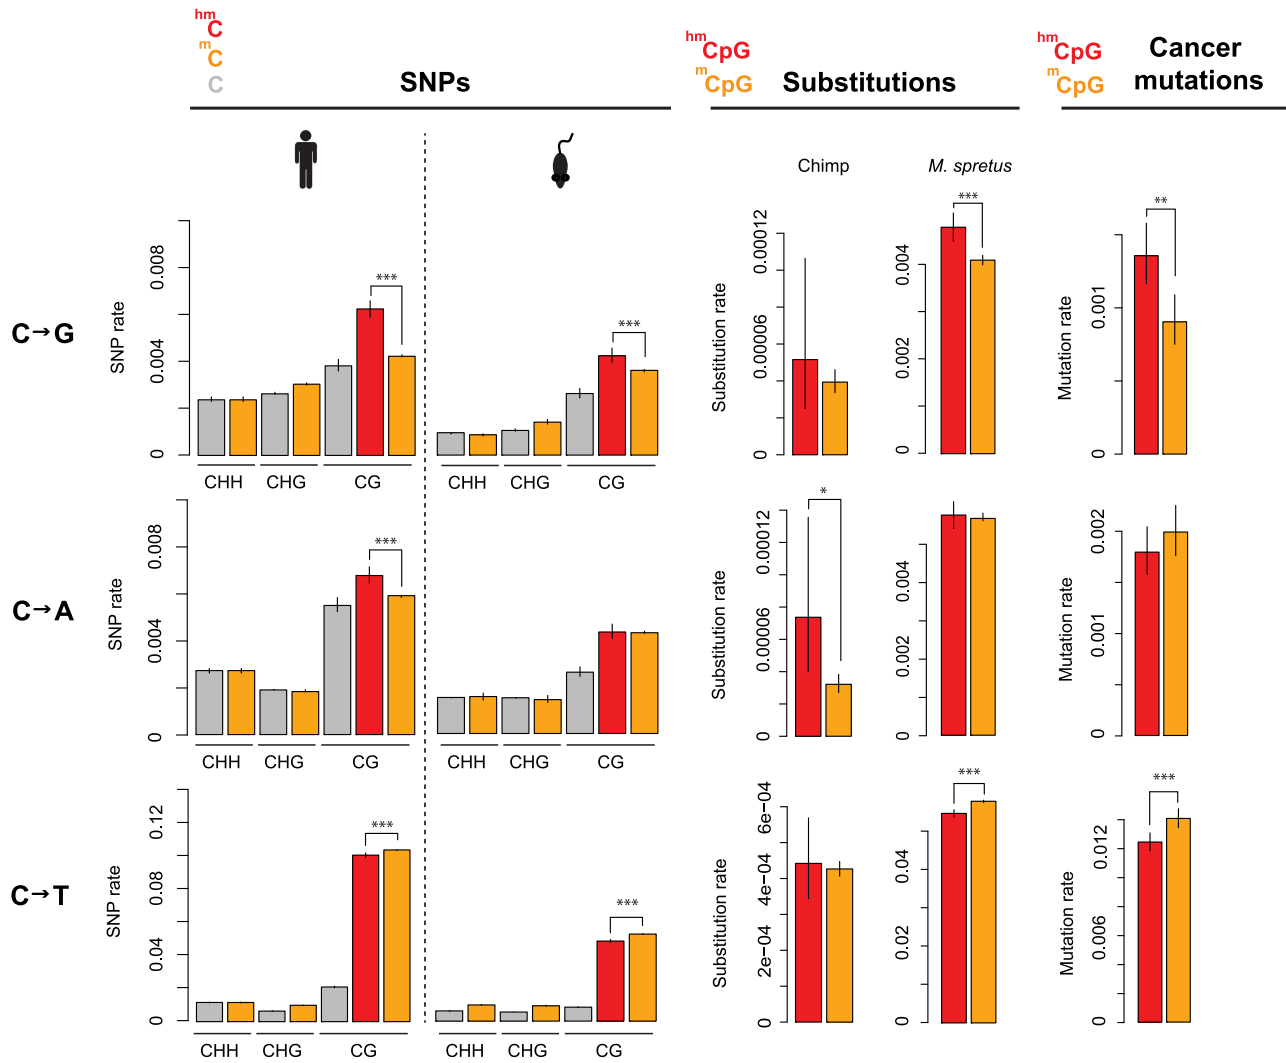 hmC
mC
C
SNPs
hmCpG
mCpG
Substitutions
hmCpG
mCpG
Cancer
mutations
Chimp
M. spretus
C→G
SNP rate
0
0.004
0.008
***
CHH
CHG
CG
***
CHH
CHG
CG
Substitution rate
0
0.00006
0.00012
0
0.002
0.004
***
Mutation rate
0
0.001
**
C→A
SNP rate
0
0.004
0.008
***
CHH
CHG
CG
CHH
CHG
CG
Substitution rate
0
0.00006
0.00012
*
0
0.002
0.004
Mutation rate
0
0.001
0.002
C→T
SNP rate
0
0.04
0.08
0.12
***
CHH
CHG
CG
***
CHH
CHG
CG
Substitution rate
0
2e−04
4e−04
6e−04
0
0.02
0.04
***
Mutation rate
0
0.006
0.012
***